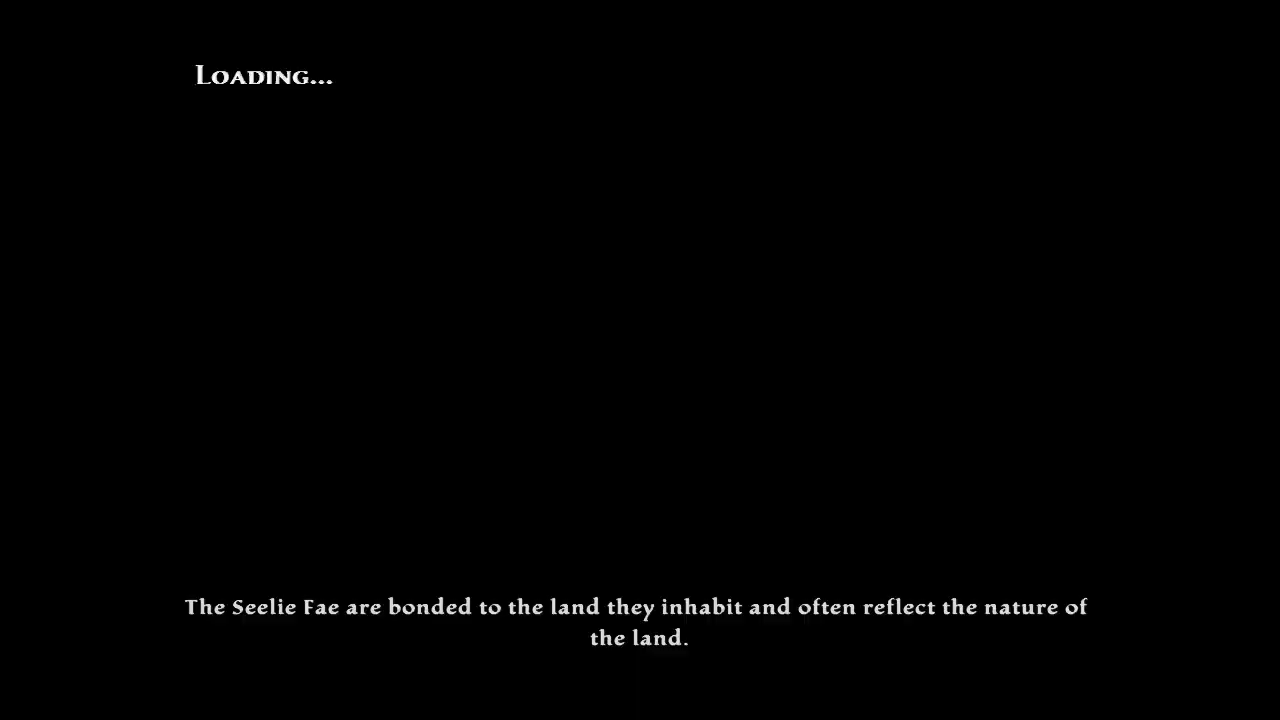 Loading...
The Seelie Fae are bonded to the land they inhabit and often reflect the nature of
the land.